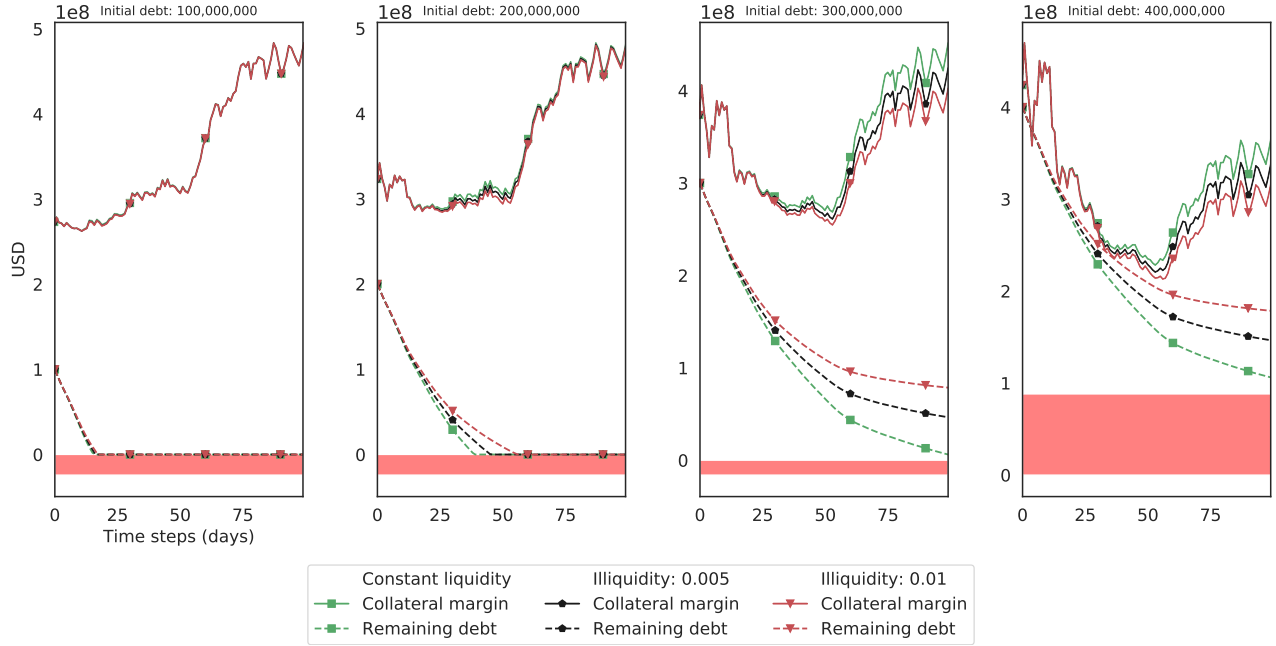 1e8 Initial debt: 100,000,000
5
4
3
2
1
0
USD
0 25 50 75
Time steps (days)
1e8 Initial debt: 200,000,000
5
4
3
2
1
0
0 25 50 75
1e8 Initial debt: 300,000,000
4
3
2
1
0
0 25 50 75
1e8 Initial debt: 400,000,000
4
3
2
1
0
0 25 50 75
Constant liquidity Illiquidity: 0.005 Illiquidity: 0.01
Collateral margin Collateral margin Collateral margin
Remaining debt Remaining debt Remaining debt